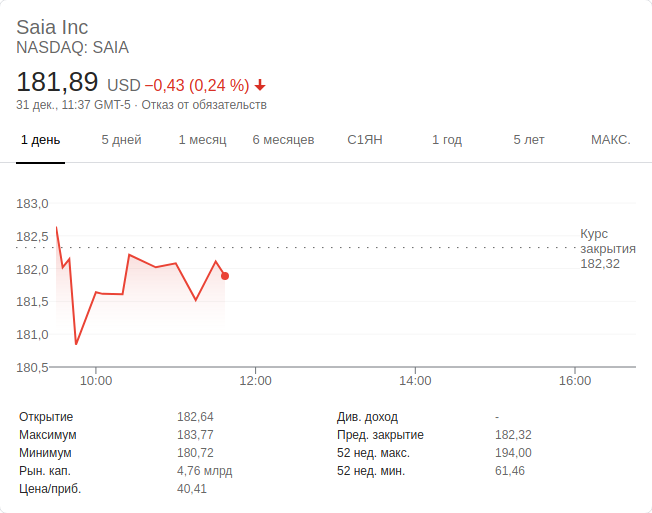 Saia Inc
NASDAQ: SAIA
181,89 USD −0,43 (0,24 %)
31 дек., 11:37 GMT-5 · Отказ от обязательств
1 день 5 дней 1 месяц 6 месяцев С1ЯН 1 год 5 лет МАКС.
183,0
182,5
182,0
181,5
181,0
180,5
Курс
закрытия
182,32
10:00 12:00 14:00 16:00
Открытие 182,64 Див. доход -
Максимум 183,77 Пред. закрытие 182,32
Минимум 180,72 52 нед. макс. 194,00
Рын. кап. 4,76 млрд 52 нед. мин. 61,46
Цена/приб. 40,41